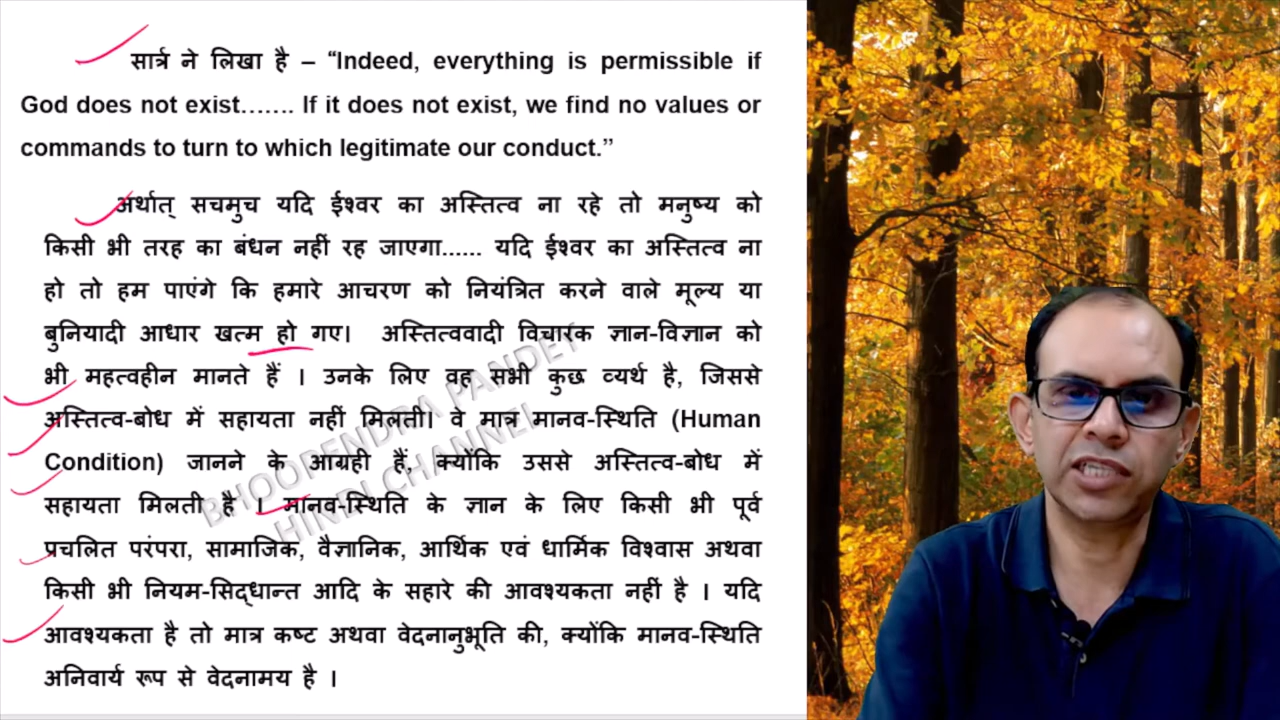 सार्त्र ने लिखा है – “Indeed, everything is permissible if
God does not exist……. If it does not exist, we find no values or
commands to turn to which legitimate our conduct.”
अर्थात् सचमुच यदि ईश्वर का अस्तित्व ना रहे तो मनुष्य को
किसी भी तरह का बंधन नहीं रह जाएगा...... यदि ईश्वर का अस्तित्व ना
हो तो हम पाएंगे कि हमारे आचरण को नियंत्रित करने वाले मूल्य या
बुनियादी आधार खत्म हो गए। अस्तित्ववादी विचारक ज्ञान-विज्ञान को
भी महत्वहीन मानते हैं । उनके लिए वह सभी कुछ व्यर्थ है, जिससे
अस्तित्व-बोध में सहायता नहीं मिलती। वे मात्र मानव-स्थिति (Human
Condition) जानने के आग्रही हैं, क्योंकि उससे अस्तित्व-बोध में
सहायता मिलती है । मानव-स्थिति के ज्ञान के लिए किसी भी पूर्व
प्रचलित परंपरा, सामाजिक, वैज्ञानिक, आर्थिक एवं धार्मिक विश्वास अथवा
किसी भी नियम-सिद्धान्त आदि के सहारे की आवश्यकता नहीं है । यदि
आवश्यकता है तो मात्र कष्ट अथवा वेदनानुभूति की, क्योंकि मानव-स्थिति
अनिवार्य रूप से वेदनामय है ।
BHOOPENDRA PANDEY
HINDI CHANNEL